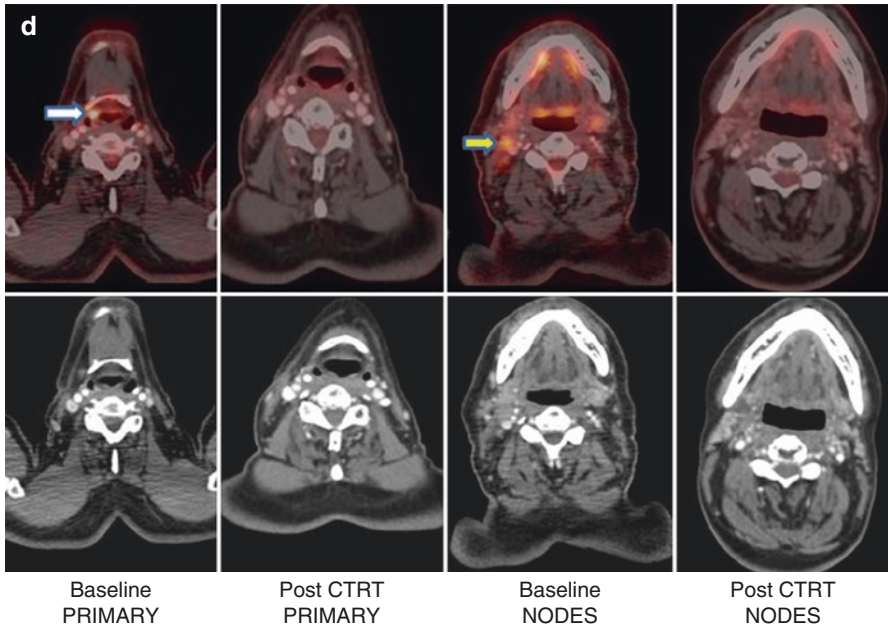 d
Baseline
PRIMARY
Post CTRT
PRIMARY
Baseline
NODES
Post CTRT
NODES